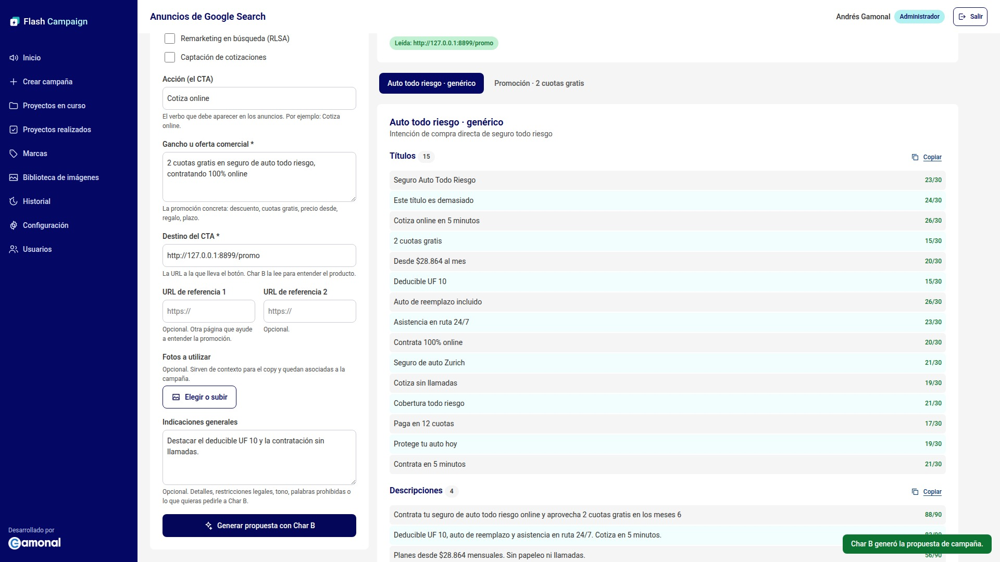 Flash Campaign
Inicio
Crear campaña
Proyectos en curso
Proyectos realizados
Marcas
Biblioteca de imágenes
Historial
Configuración
Usuarios
Desarrollado por
Gamonal
Anuncios de Google Search
Andrés Gamonal
Administrador
Salir
Remarketing en búsqueda (RLSA)
Captación de cotizaciones
Acción (el CTA)
Cotiza online
El verbo que debe aparecer en los anuncios. Por ejemplo: Cotiza
online.
Gancho u oferta comercial *
2 cuotas gratis en seguro de auto todo riesgo,
contratando 100% online
La promoción concreta: descuento, cuotas gratis, precio desde,
regalo, plazo.
Destino del CTA *
http://127.0.0.1:8899/promo
La URL a la que lleva el botón. Char B la lee para entender el producto.
URL de referencia 1
URL de referencia 2
https://
https://
Opcional. Otra página que ayude
a entender la promoción.
Opcional.
Fotos a utilizar
Opcional. Sirven de contexto para el copy y quedan asociadas a la
campaña.
Elegir o subir
Indicaciones generales
Destacar el deducible UF 10 y la contratación sin
llamadas.
Opcional. Detalles, restricciones legales, tono, palabras prohibidas o
lo que quieras pedirle a Char B.
Generar propuesta con Char B
Leída: http://127.0.0.1:8899/promo
Auto todo riesgo · genérico
Promoción · 2 cuotas gratis
Auto todo riesgo · genérico
Intención de compra directa de seguro todo riesgo
Títulos 15
Copiar
Seguro Auto Todo Riesgo 23/30
Este título es demasiado 24/30
Cotiza online en 5 minutos 26/30
2 cuotas gratis 15/30
Desde $28.864 al mes 20/30
Deducible UF 10 15/30
Auto de reemplazo incluido 26/30
Asistencia en ruta 24/7 23/30
Contrata 100% online 20/30
Seguro de auto Zurich 21/30
Cotiza sin llamadas 19/30
Cobertura todo riesgo 21/30
Paga en 12 cuotas 17/30
Protege tu auto hoy 19/30
Contrata en 5 minutos 21/30
Descripciones 4
Copiar
Contrata tu seguro de auto todo riesgo online y aprovecha 2 cuotas gratis en los meses 6 88/90
Deducible UF 10, auto de reemplazo y asistencia en ruta 24/7. Cotiza en 5 minutos.
Planes desde $28.864 mensuales. Sin papeleo ni llamadas. 56/90
Char B generó la propuesta de campaña.